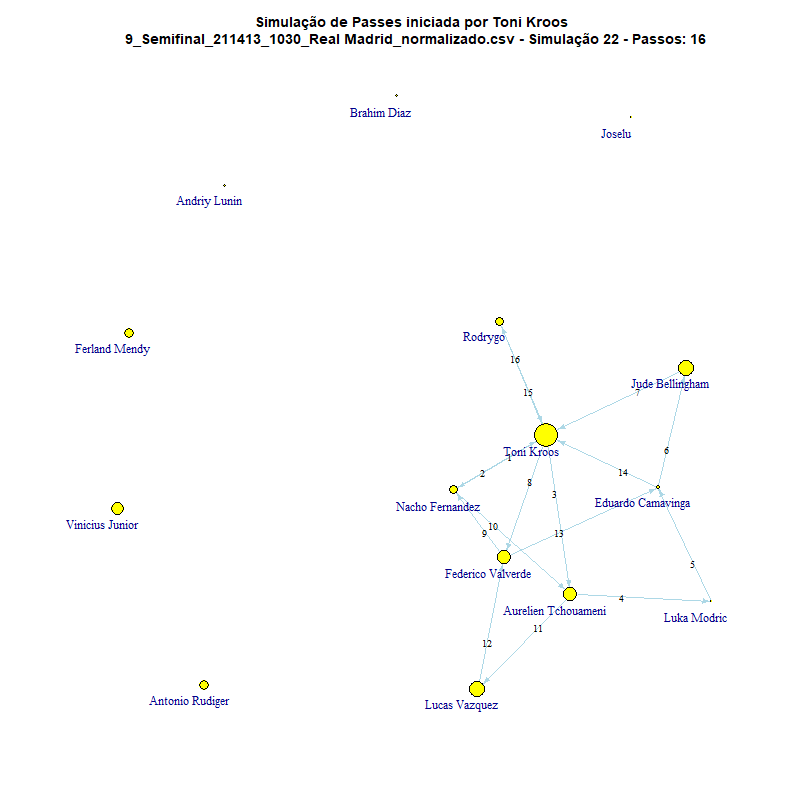 Simulação de Passes iniciada por Toni Kroos
9_Semifinal_211413_1030_Real Madrid_normalizado.csv - Simulação 22 - Passos: 16
Brahim Diaz
Joselu
Andriy Lunin
Rodrygo
Ferland Mendy
16
Jude Bellingham
15
7
Toni Kroos
6
1
2
14
8
3
Eduardo Camavinga
Nacho Fernandez
Vinicius Junior
10
9
13
5
Federico Valverde
4
Aurelien Tchouameni
Luka Modric
11
12
Antonio Rudiger
Lucas Vazquez